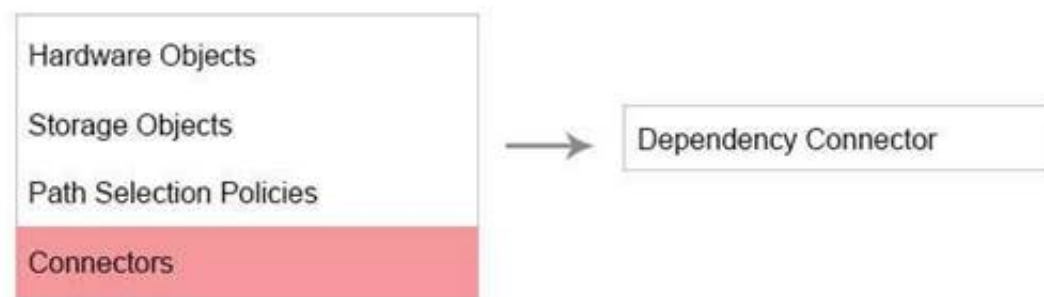 Hardware Objects
Storage Objects
Path Selection Policies
Connectors
Dependency Connector